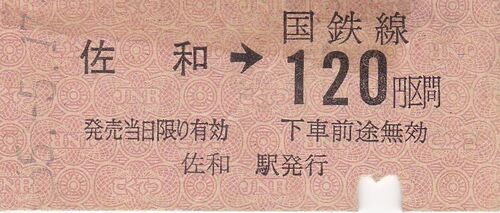 佐和→国鉄線
120円区間
発売当日限り有効 下車前途無効
佐和 駅発行